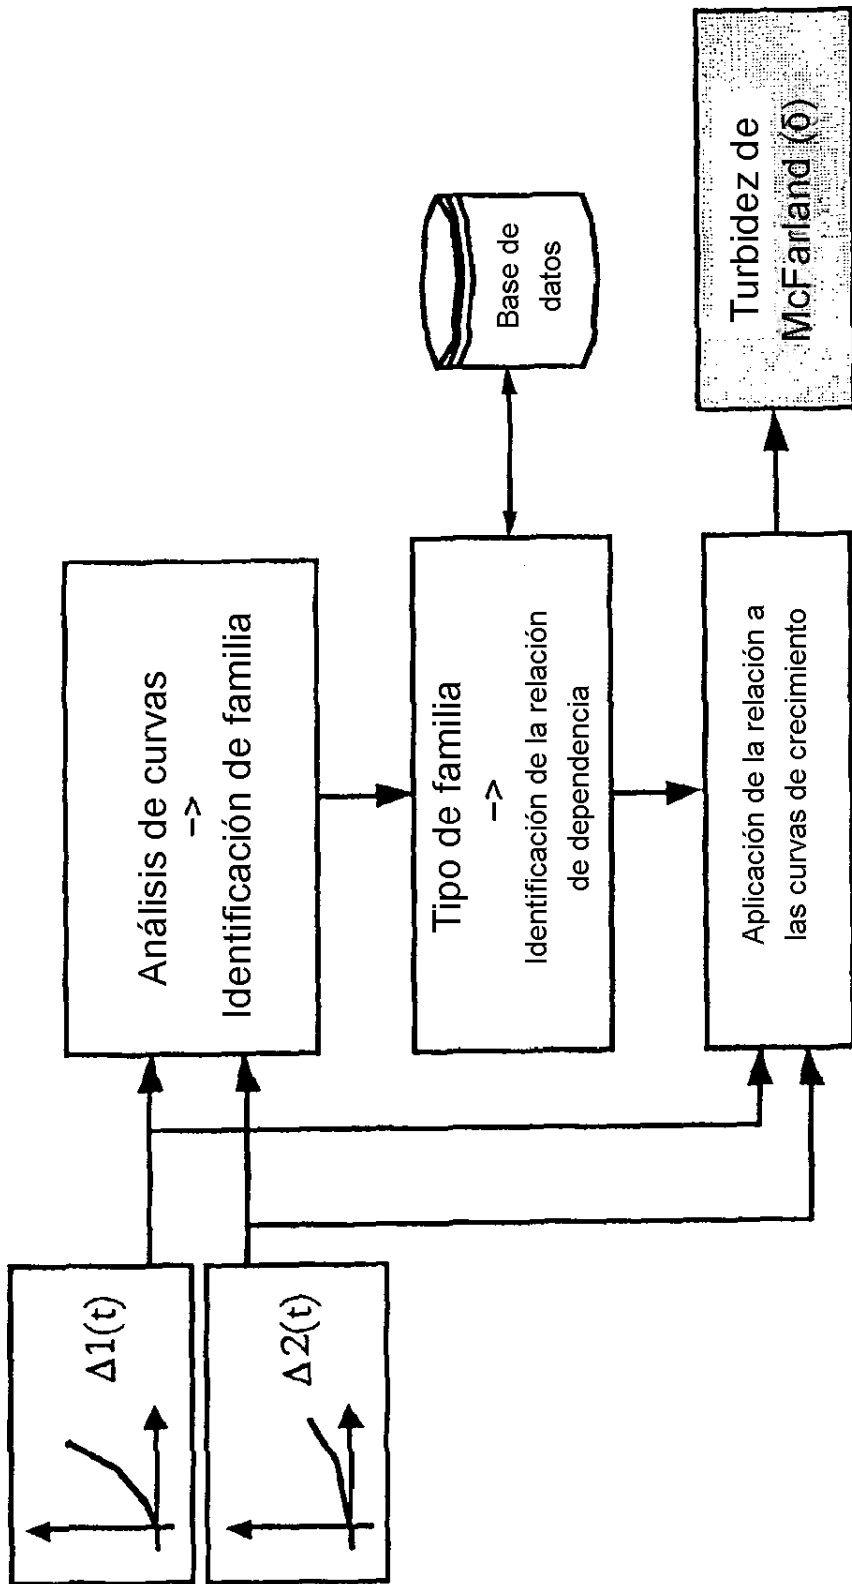 Δ1(t)
Δ2(t)
Análisis de curvas
–>
Identificación de familia
Tipo de familia
–>
Identificación de la relación
de dependencia
Base de
datos
Aplicación de la relación a
las curvas de crecimiento
Turbidez de
McFarland (δ)